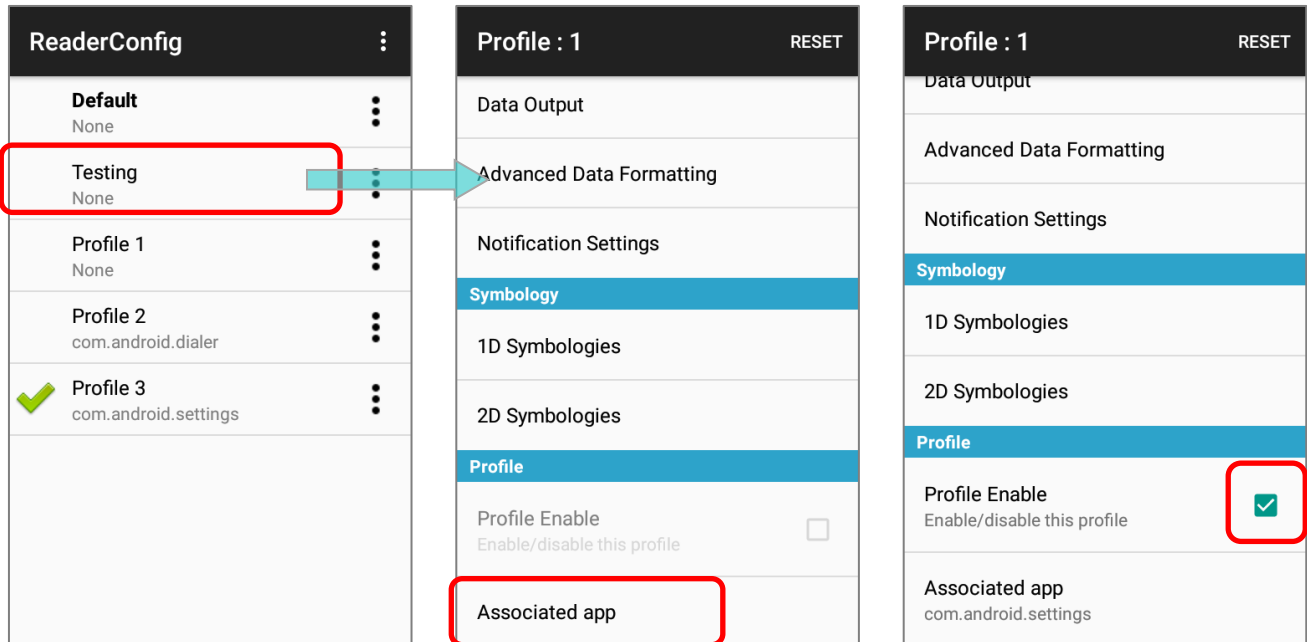 ReaderConfig
Default
None
Testing
None
Profile 1
None
Profile 2
com.android.dialer
Profile 3
com.android.settings
Profile : 1
RESET
Data Output
Advanced Data Formatting
Notification Settings
Symbology
1D Symbologies
2D Symbologies
Profile
Profile Enable
Enable/disable this profile
Associated app
Profile : 1
RESET
Data Output
Advanced Data Formatting
Notification Settings
Symbology
1D Symbologies
2D Symbologies
Profile
Profile Enable
Enable/disable this profile
Associated app
com.android.settings